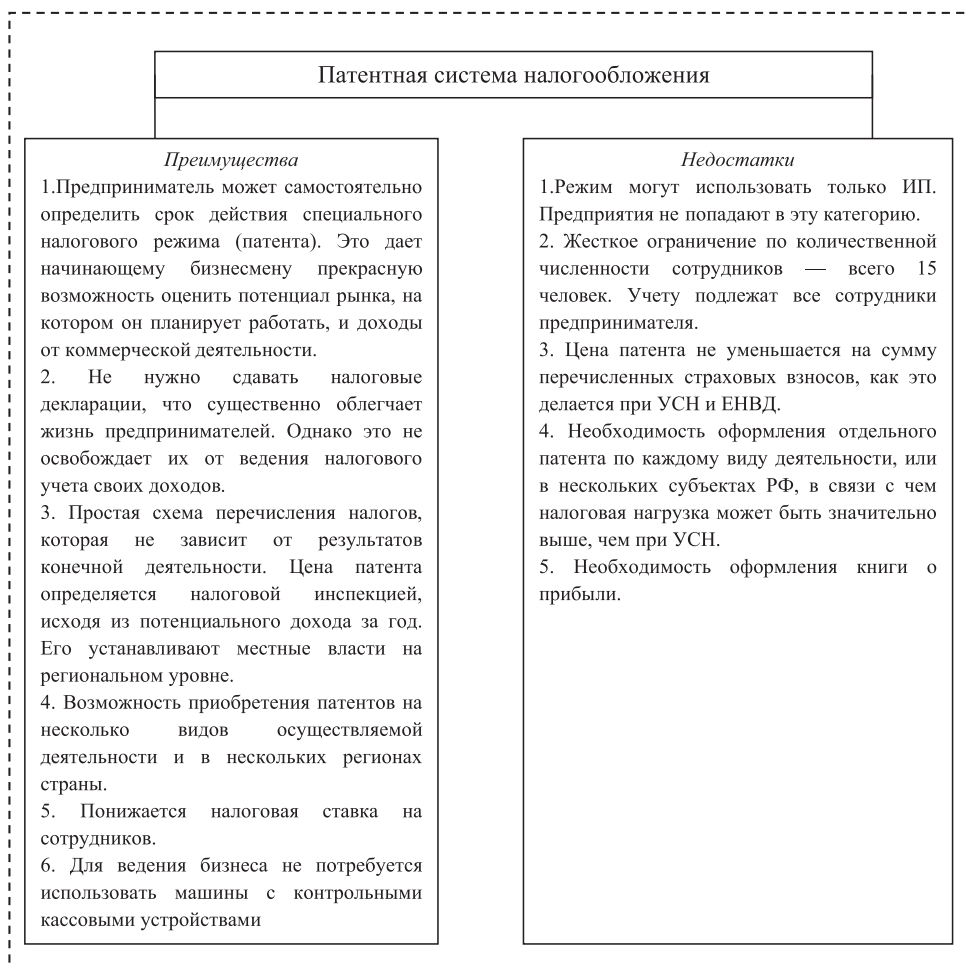 Патентная система налогообложения
Преимущества
1.Предприниматель может самостоятельно
определить срок действия специального
налогового режима (патента). Это дает
начинающему бизнесмену прекрасную
возможность оценить потенциал рынка, на
котором он планирует работать, и доходы
от коммерческой деятельности.
2. Не нужно сдавать налоговые
декларации, что существенно облегчает
жизнь предпринимателей. Однако это не
освобождает их от ведения налогового
учета своих доходов.
3. Простая схема перечисления налогов,
которая не зависит от результатов
конечной деятельности. Цена патента
определяется налоговой инспекцией,
исходя из потенциального дохода за год.
Его устанавливают местные власти на
региональном уровне.
4. Возможность приобретения патентов на
несколько видов осуществляемой
деятельности и в нескольких регионах
страны.
5. Понижается налоговая ставка на
сотрудников.
6. Для ведения бизнеса не потребуется
использовать машины с контрольными
кассовыми устройствами
Недостатки
1.Режим могут использовать только ИП.
Предприятия не попадают в эту категорию.
2. Жесткое ограничение по количественной
численности сотрудников — всего 15
человек. Учету подлежат все сотрудники
предпринимателя.
3. Цена патента не уменьшается на сумму
перечисленных страховых взносов, как это
делается при УСН и ЕНВД.
4. Необходимость оформления отдельного
патента по каждому виду деятельности, или
в нескольких субъектах РФ, в связи с чем
налоговая нагрузка может быть значительно
выше, чем при УСН.
5. Необходимость оформления книги о
прибыли.